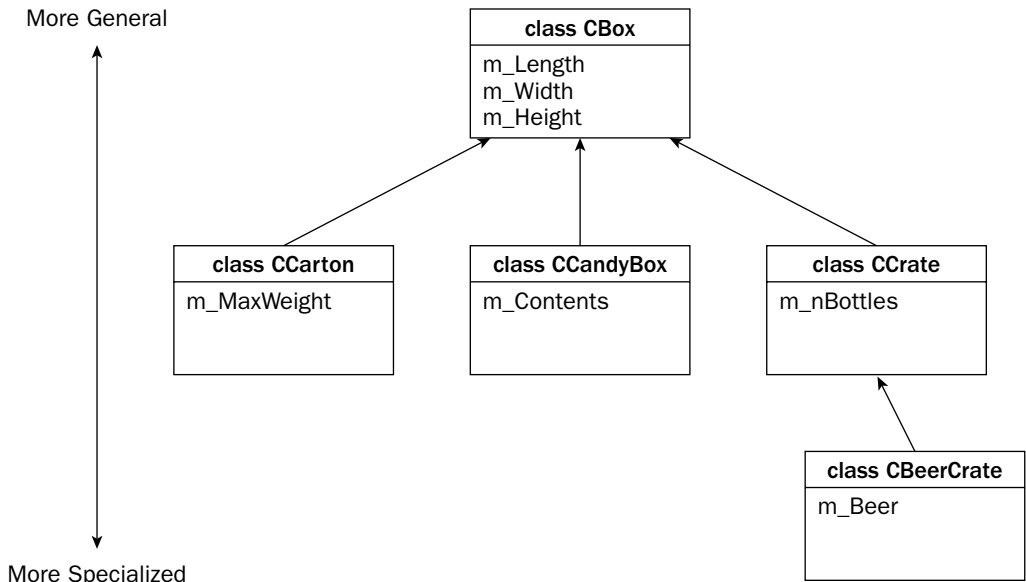 More General
class CBox
m_Length
m_Width
m_Height
class CCarton
m_MaxWeight
class CCandyBox
m_Contents
class CCrate
m_nBottles
class CBeerCrate
m_Beer
More Specialized